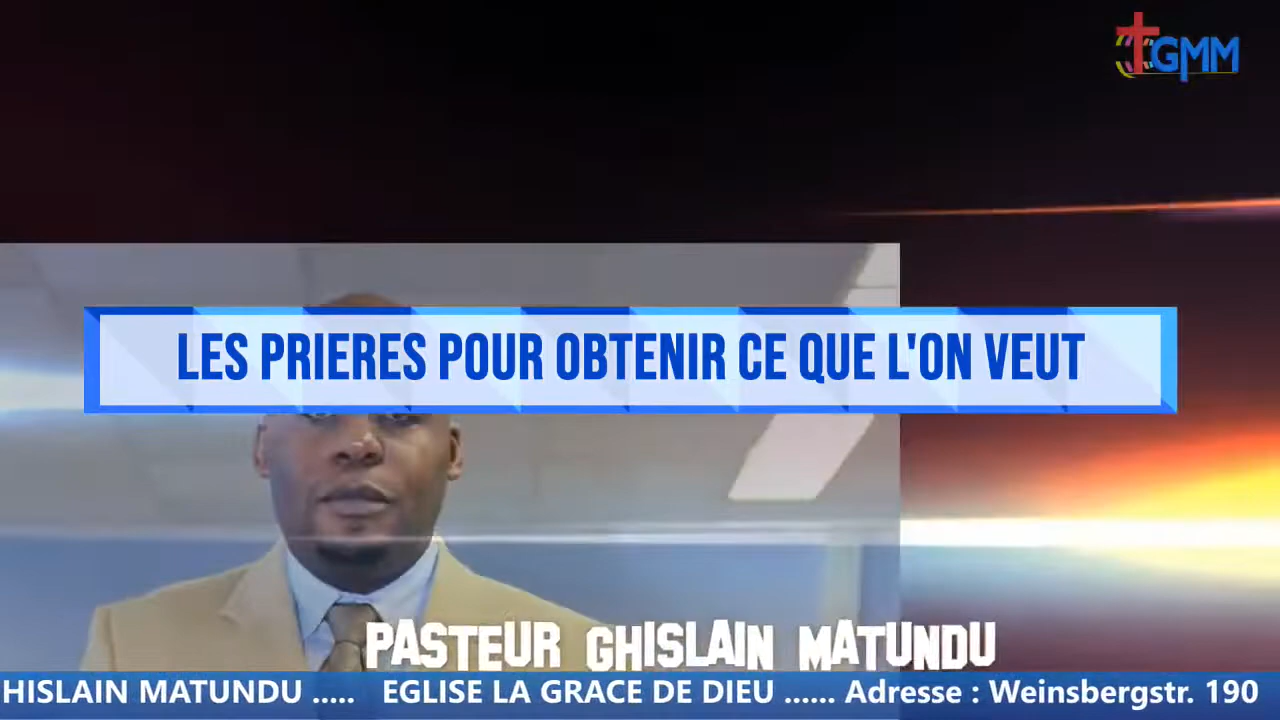 GMM
LES PRIERES POUR OBTENIR CE QUE L'ON VEUT
PASTEUR GHISLAIN MATUNDU
HISLAIN MATUNDU ..... EGLISE LA GRACE DE DIEU ...... Adresse : Weinsbergstr. 190